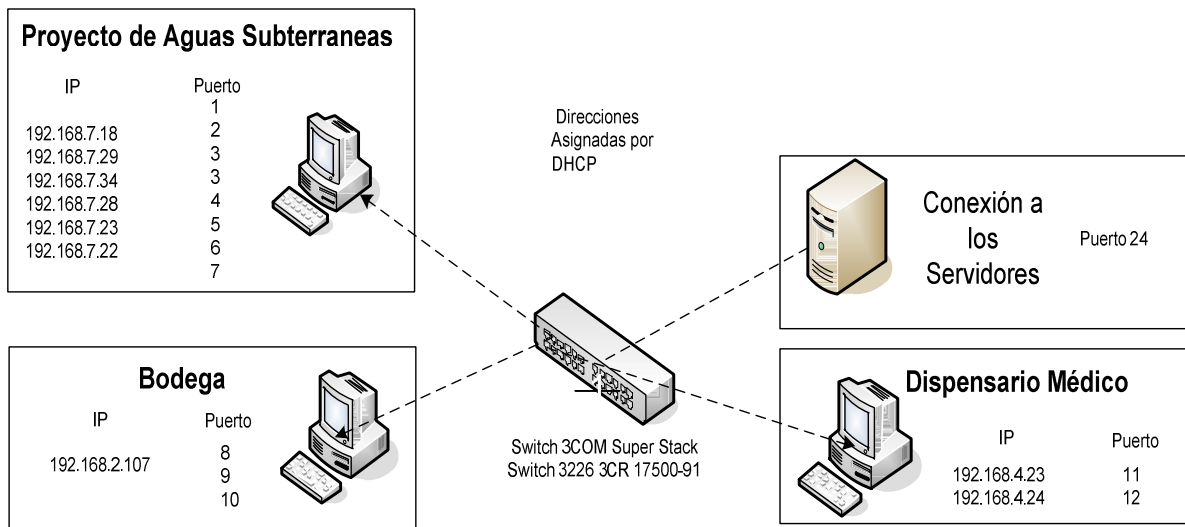 Proyecto de Aguas Subterraneas
IP Puerto
1
192.168.7.18 2
192.168.7.29 3
192.168.7.34 3
192.168.7.28 4
192.168.7.23 5
192.168.7.22 6
7
Direcciones
Asignadas por
DHCP
Conexión a
los
Servidores
Puerto 24
Bodega
IP Puerto
192.168.2.107 8
9
10
Switch 3COM Super Stack
Switch 3226 3CR 17500-91
Dispensario Médico
IP Puerto
192.168.4.23 11
192.168.4.24 12